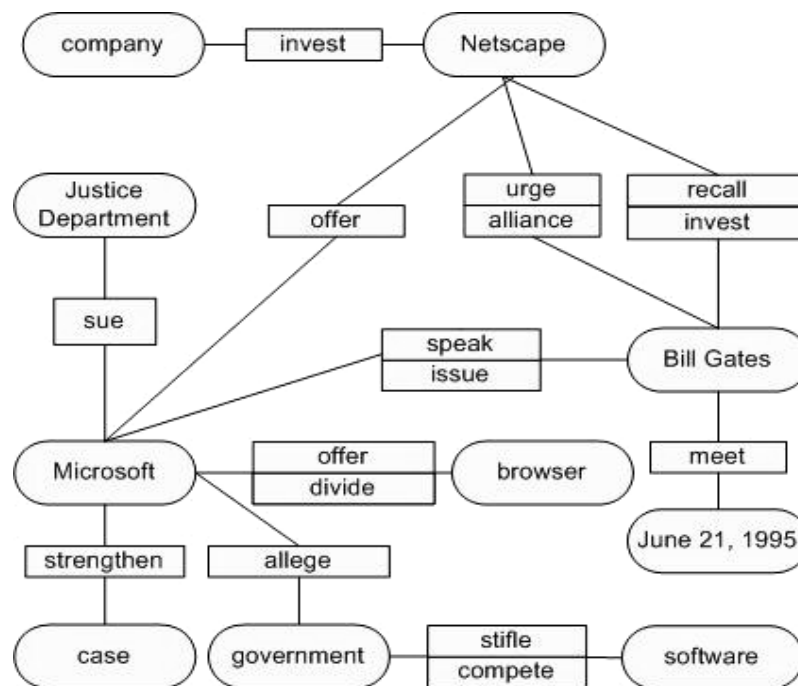 company
invest
Netscape
Justice
Department
offer
urge
alliance
recall
invest
sue
speak
issue
Bill Gates
Microsoft
offer
divide
browser
meet
strengthen
allege
June 21, 1995
case
government
stifle
compete
software